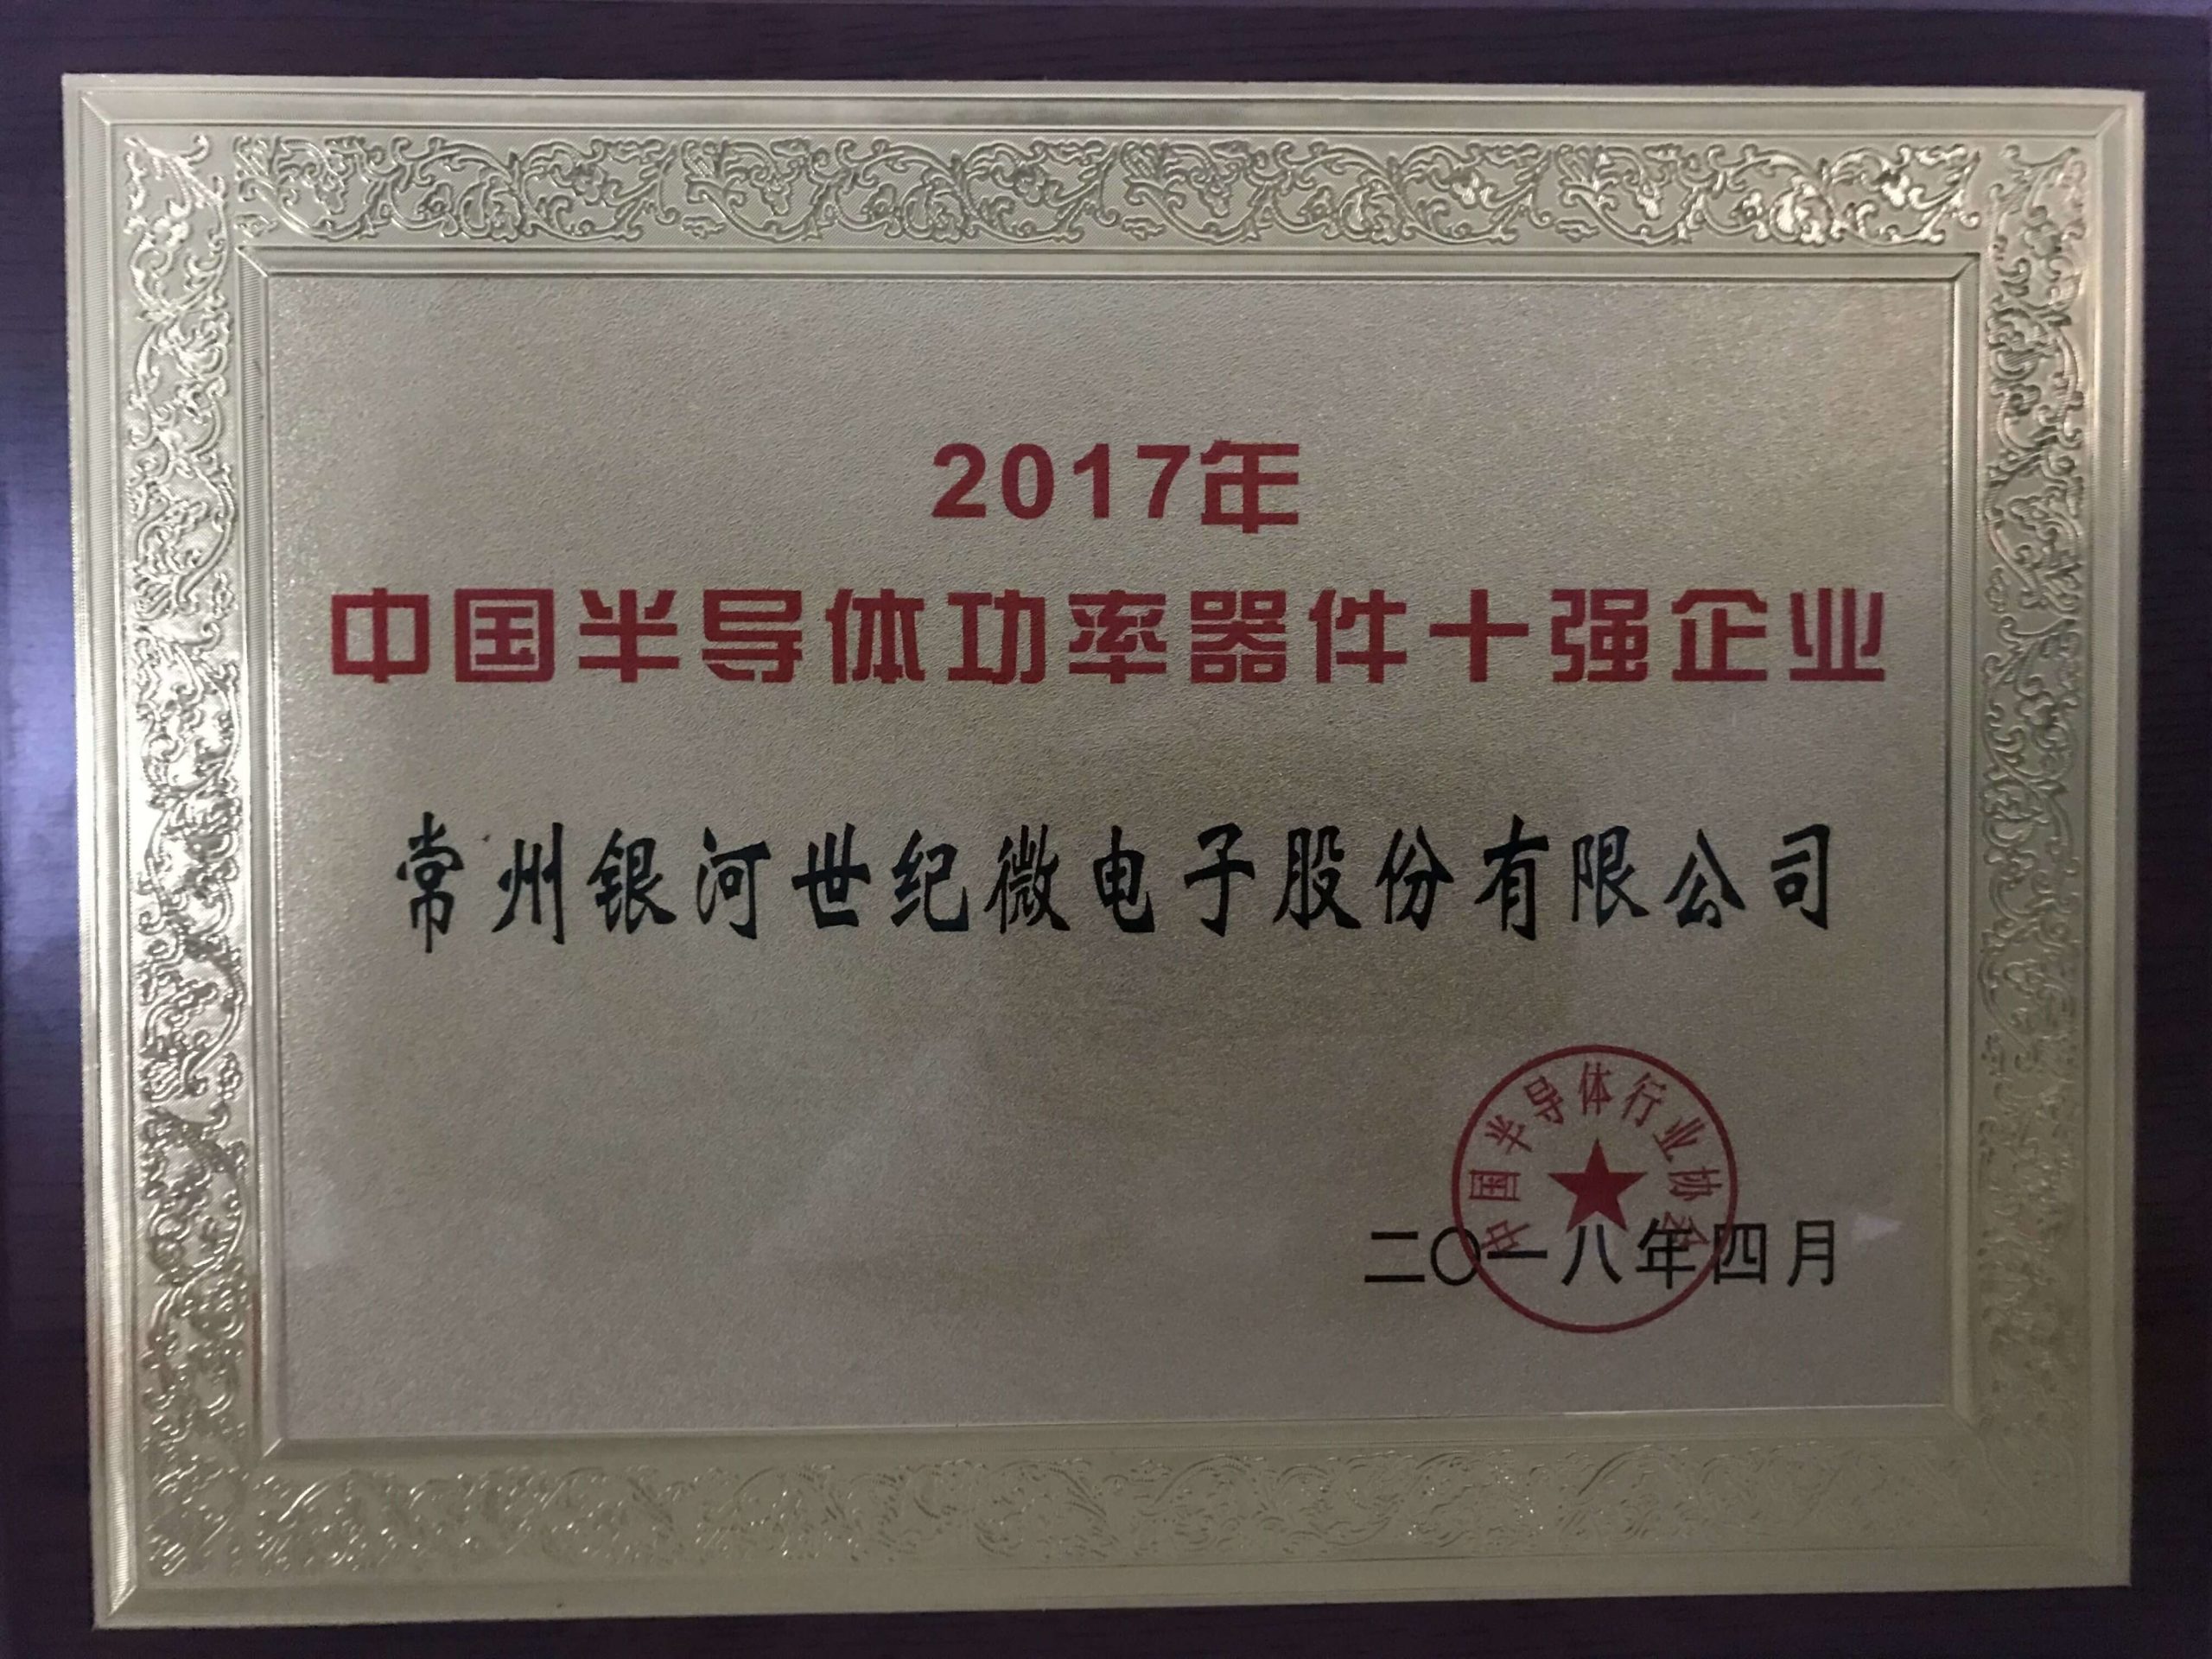 2017年
中国半导体功率器件十强企业
常州银河世纪微电子股份有限公司
中国半导体行业协会
二〇一八年四月